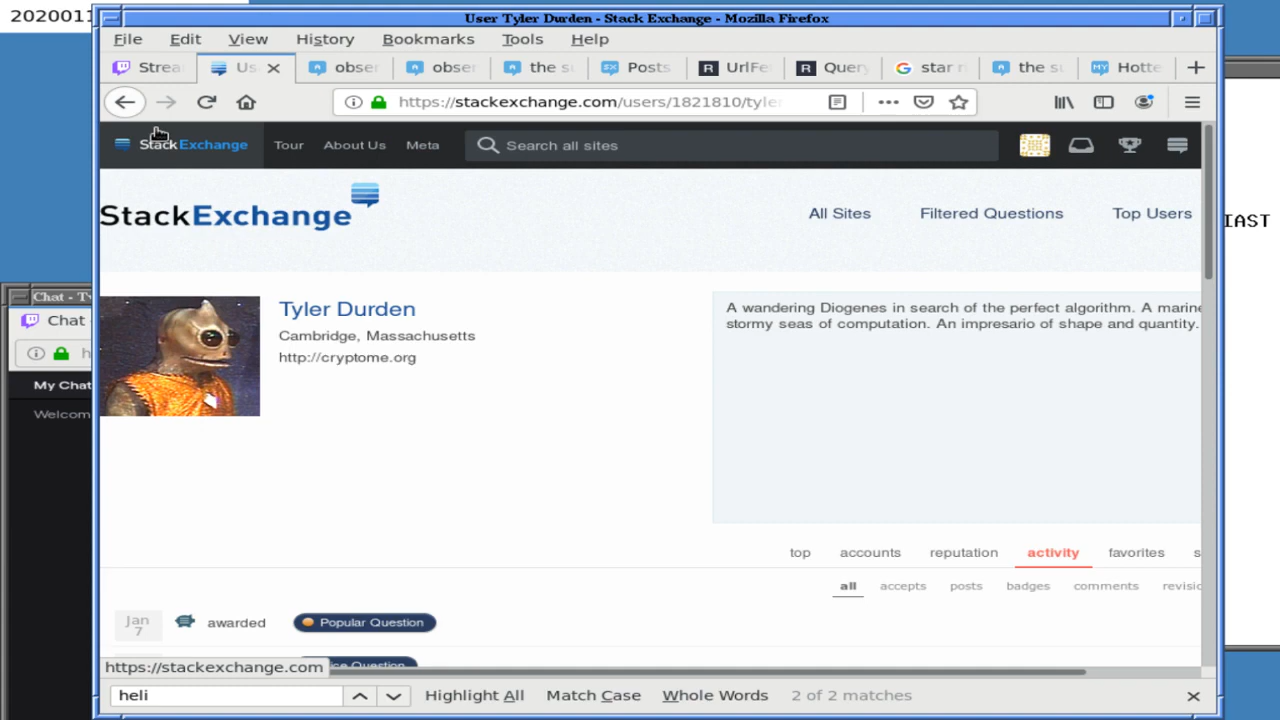 2020011
User Tyler Durden - Stack Exchange - Mozilla Firefox
File Edit View History Bookmarks Tools Help
Strea Us obser obser the su Posts UrlFe Query star r the su Hotte
https://stackexchange.com/users/1821810/tyle
StackExchange Tour About Us Meta Search all sites
StackExchange
All Sites Filtered Questions Top Users
IAST
Chat - Ty
Chat
h
My Chat
Welcom
Tyler Durden
Cambridge, Massachusetts
http://cryptome.org
A wandering Diogenes in search of the perfect algorithm. A marine
stormy seas of computation. An impresario of shape and quantity.
top accounts reputation activity favorites s
all accepts posts badges comments revisio
Jan
7
awarded Popular Question
ice Question
https://stackexchange.com
heli Highlight All Match Case Whole Words 2 of 2 matches